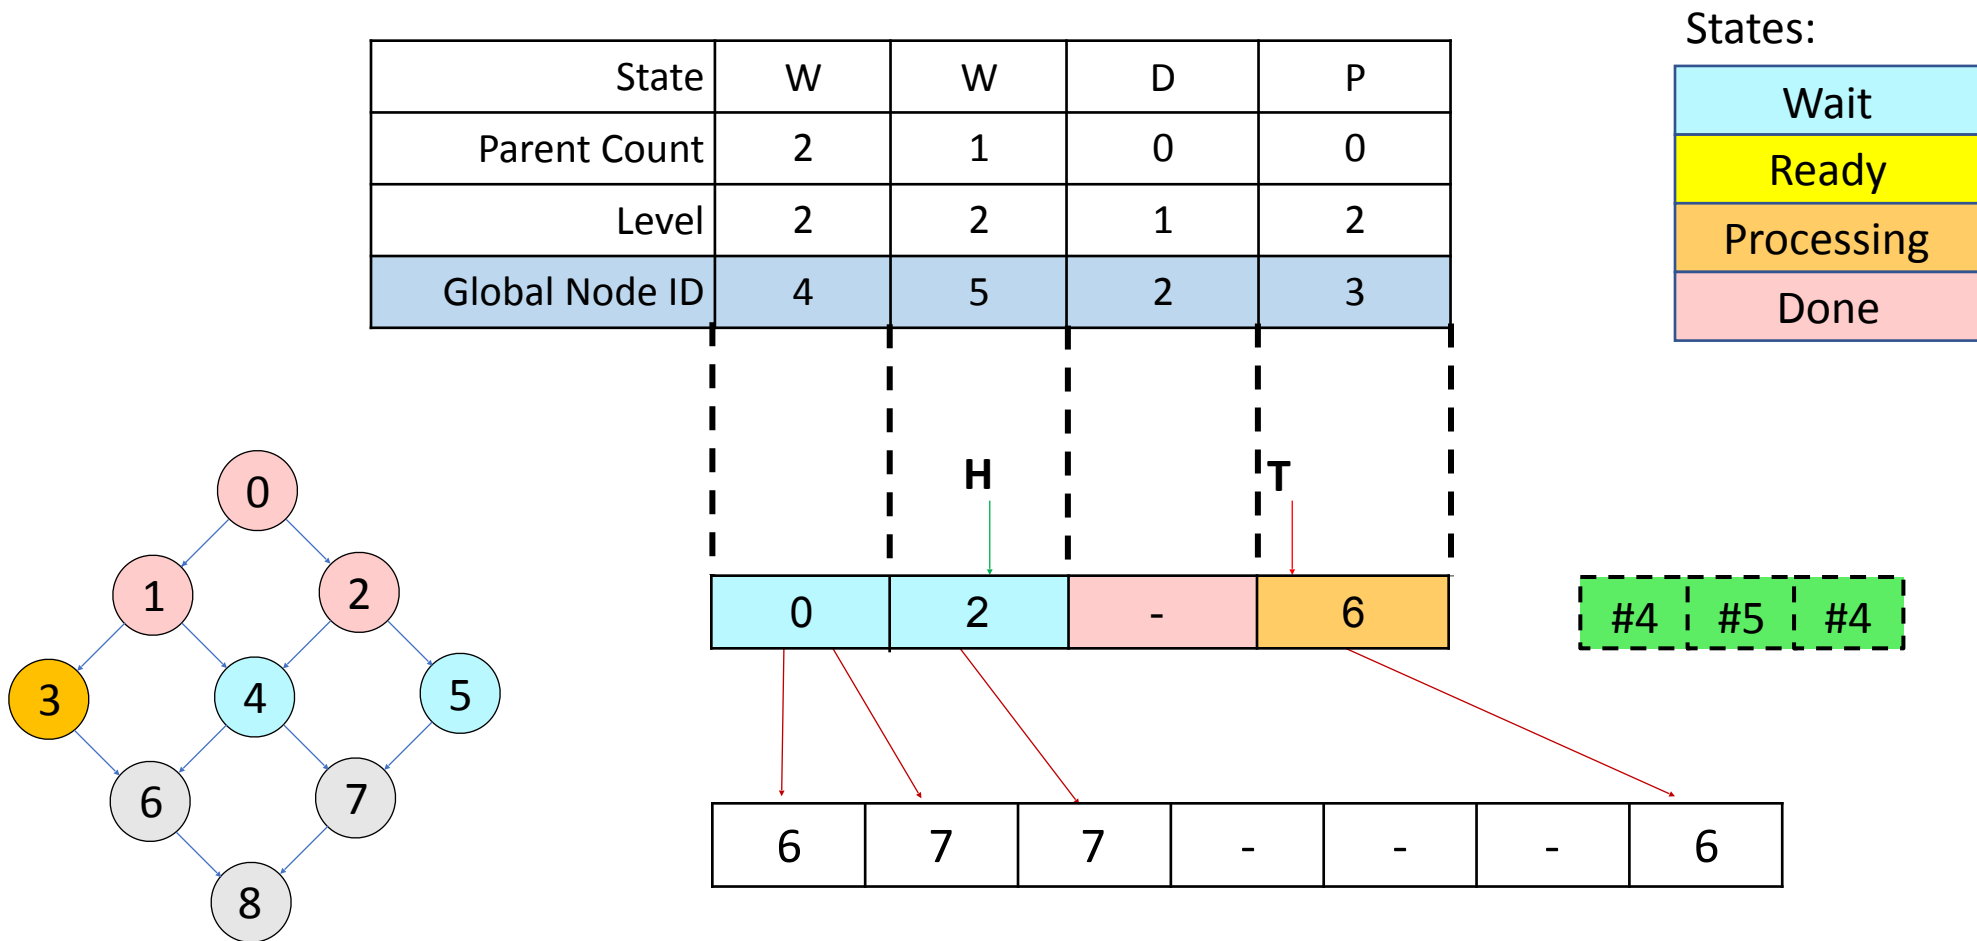 States:
State W W D P
Wait
Parent Count 2 1 0 0
Ready
Level 2 2 1 2
Processing
Global Node ID 4 5 2 3
Done
H T
0
1 2
0 2 - 6
#4 #5 #4
3 4 5
6 7
6 7 7 - - - 6
8